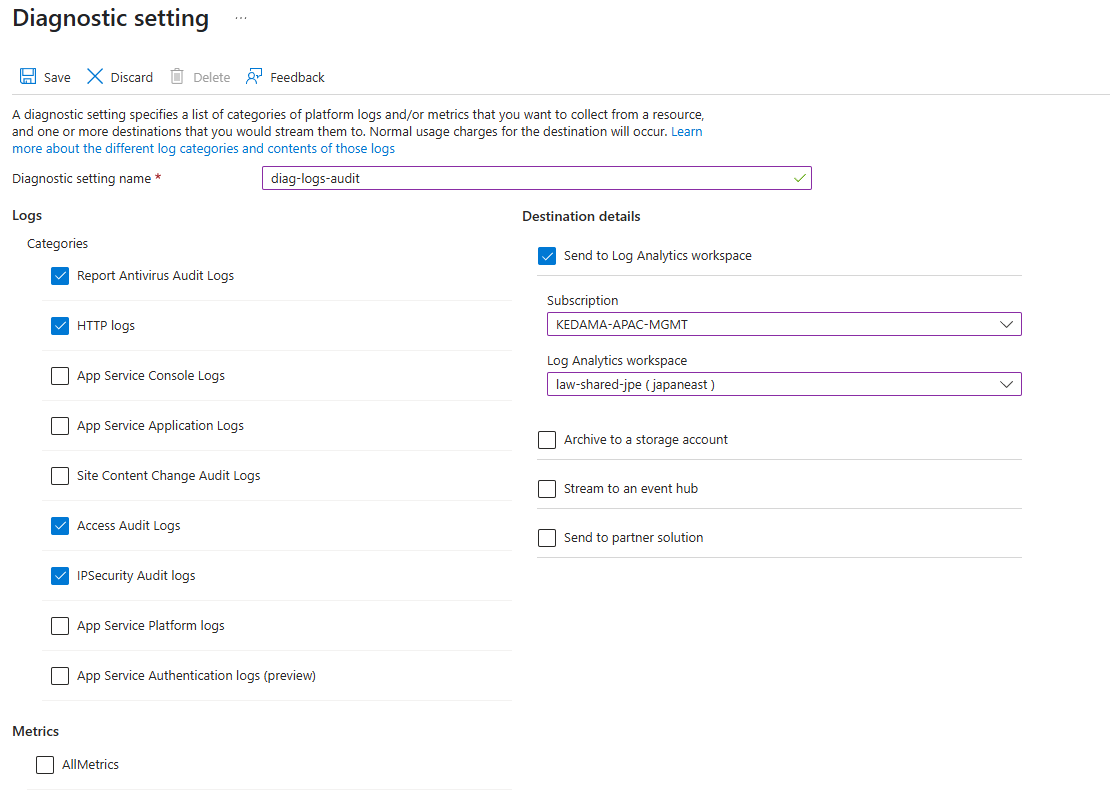 Diagnostic setting ...
Save Discard Delete Feedback
A diagnostic setting specifies a list of categories of platform logs and/or metrics that you want to collect from a resource,
and one or more destinations that you would stream them to. Normal usage charges for the destination will occur. Learn
more about the different log categories and contents of those logs
Diagnostic setting name *
diag-logs-audit
Logs
Categories
Report Antivirus Audit Logs
HTTP logs
App Service Console Logs
App Service Application Logs
Site Content Change Audit Logs
Access Audit Logs
IPSecurity Audit logs
App Service Platform logs
App Service Authentication logs (preview)
Metrics
AllMetrics
Destination details
Send to Log Analytics workspace
Subscription
KEDAMA-APAC-MGMT
Log Analytics workspace
law-shared-jpe ( japaneast )
Archive to a storage account
Stream to an event hub
Send to partner solution